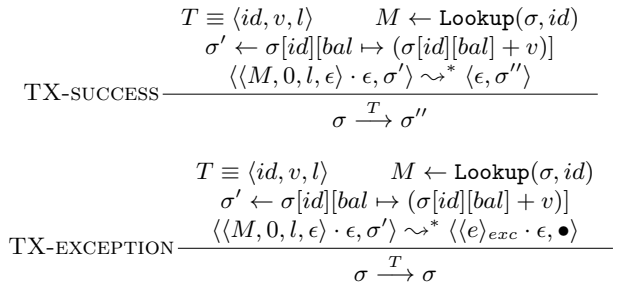 T ≡ ⟨id, v, l⟩ M ← Lookup(σ, id)
σ′ ← σ[id][bal ↦ (σ[id][bal] + v)]
⟨⟨M, 0, l, ϵ⟩ · ϵ, σ′⟩ ⇝* ⟨ϵ, σ′′⟩
TX-SUCCESS
σ —T→ σ′′
T ≡ ⟨id, v, l⟩ M ← Lookup(σ, id)
σ′ ← σ[id][bal ↦ (σ[id][bal] + v)]
⟨⟨M, 0, l, ϵ⟩ · ϵ, σ′⟩ ⇝* ⟨⟨e⟩exc · ϵ, •⟩
TX-EXCEPTION
σ —T→ σ